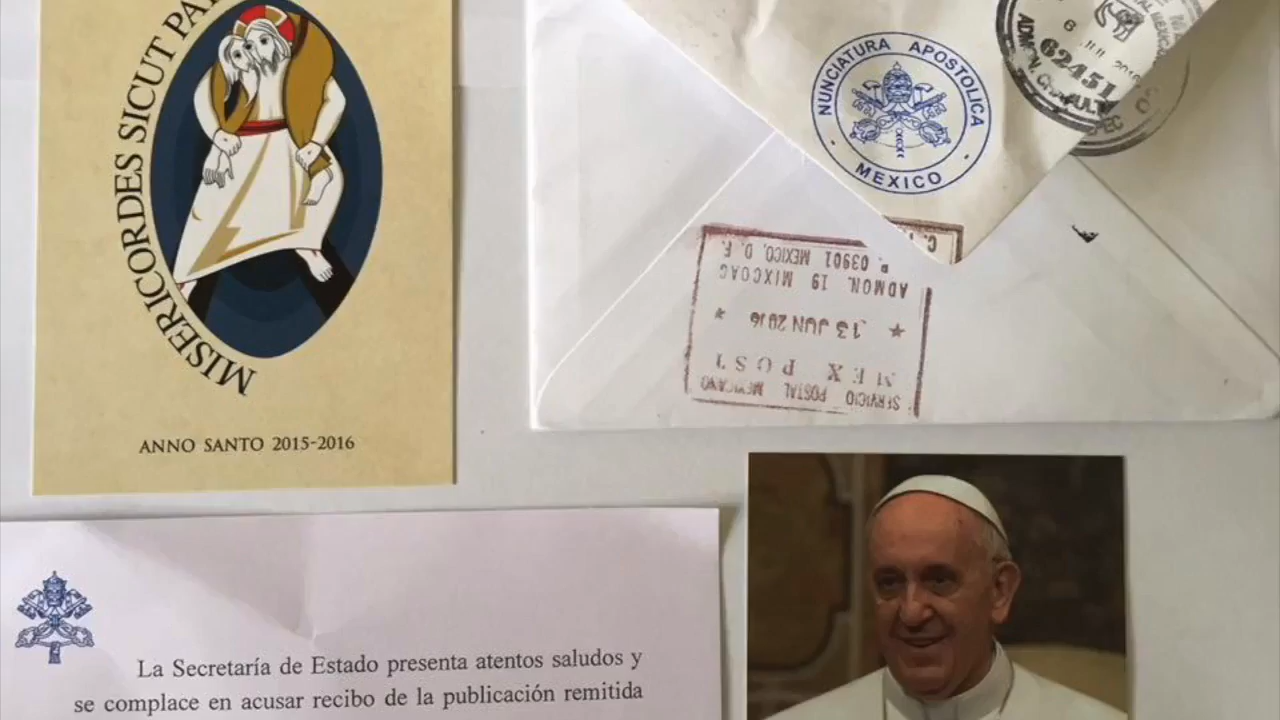 MISERICORDES SICUT PA
ANNO SANTO 2015-2016
NUNCIATURA APOSTOLICA
· MEXICO ·
62451
SERVICIO POSTAL MEXICANO
MEX POST
★ 13 JUN 2016 ★
ADMON. 19 MIXCOAC
P. 03901 MEXICO, D. F.
La Secretaría de Estado presenta atentos saludos y
se complace en acusar recibo de la publicación remitida